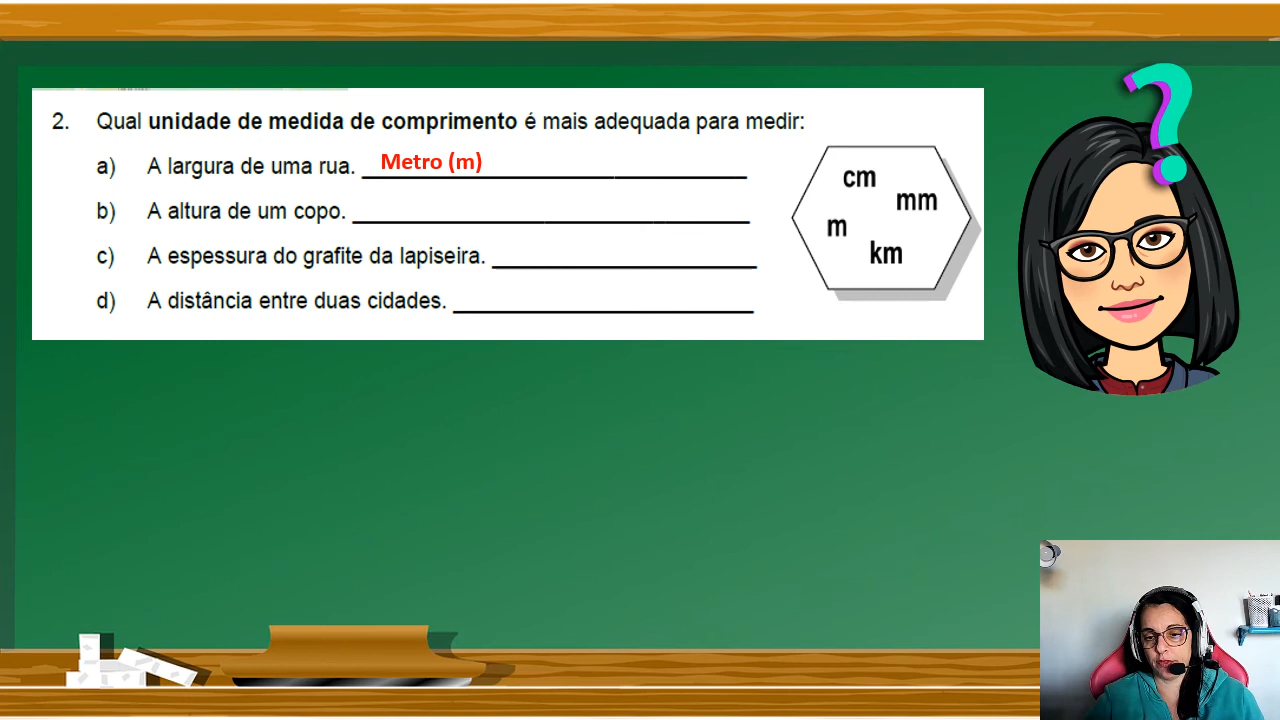 2. Qual unidade de medida de comprimento é mais adequada para medir:
a) A largura de uma rua. Metro (m)
b) A altura de um copo.
c) A espessura do grafite da lapiseira.
d) A distância entre duas cidades.
cm
mm
m
km
?